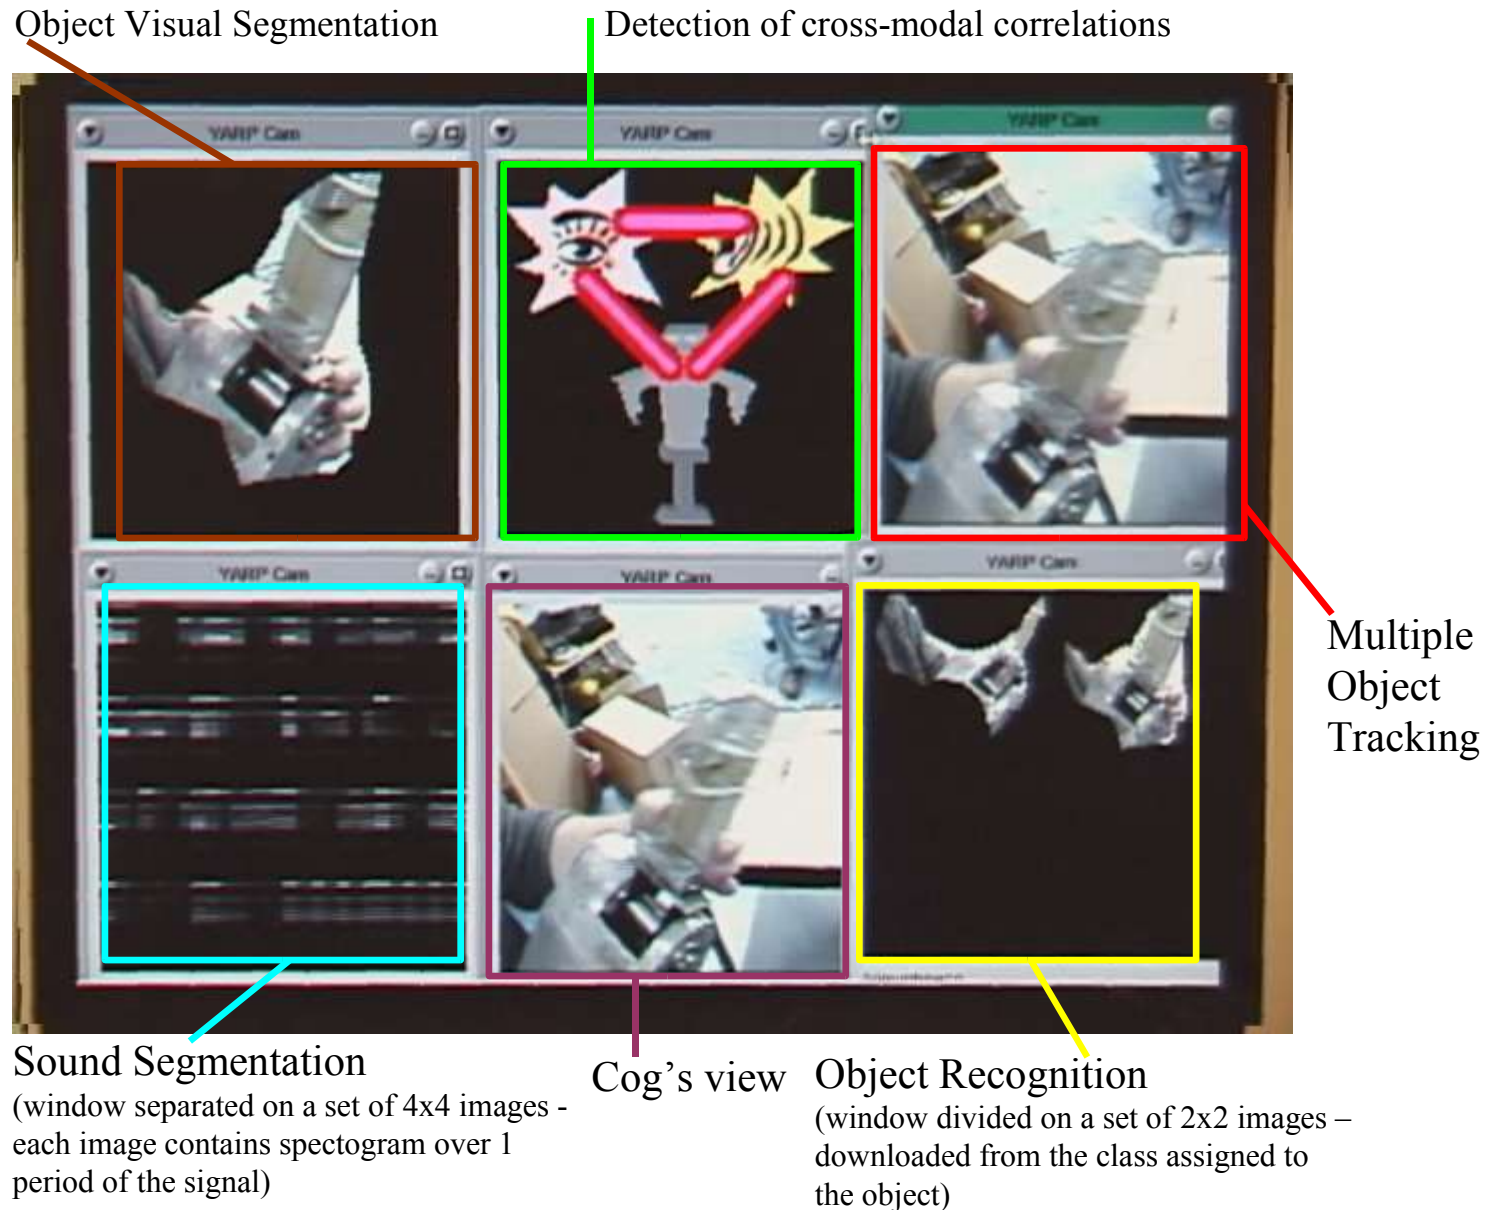 Object Visual Segmentation
Detection of cross-modal correlations
YARP Cam
YARP Cam
YARP Cam
YARP Cam
YARP Cam
YARP Cam
Multiple
Object
Tracking
Sound Segmentation
(window separated on a set of 4x4 images -
each image contains spectogram over 1
period of the signal)
Cog’s view
Object Recognition
(window divided on a set of 2x2 images –
downloaded from the class assigned to
the object)